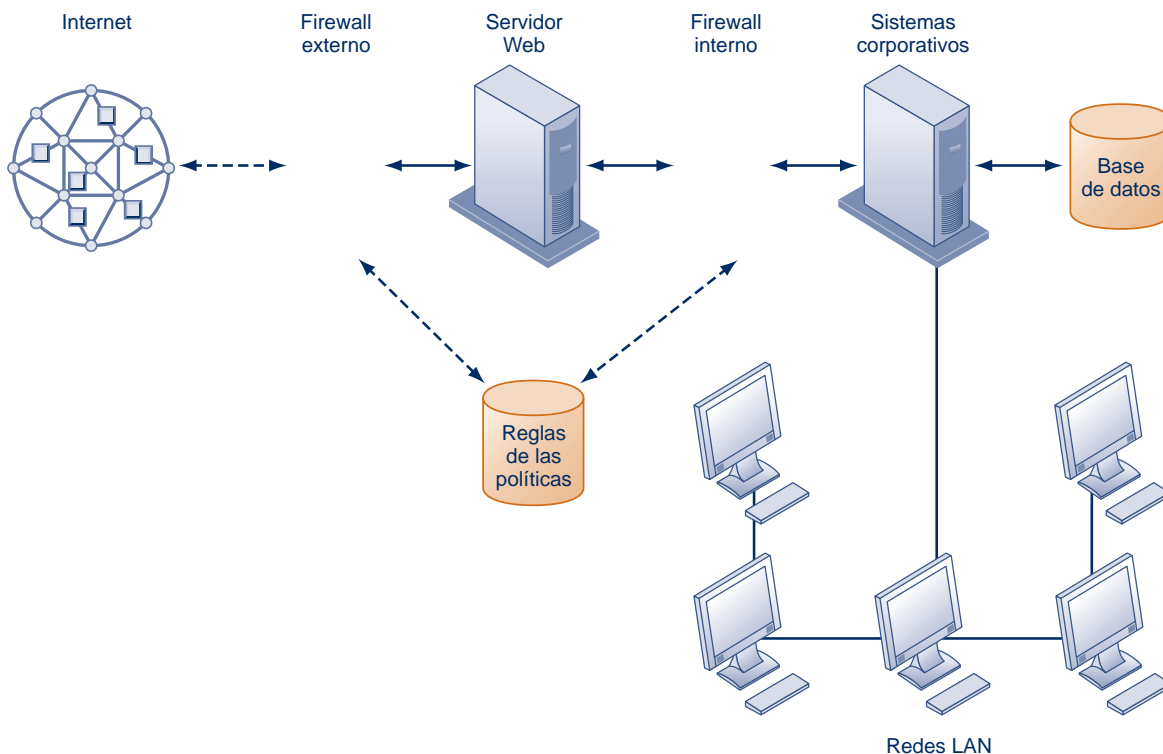 Internet
Firewall
externo
Servidor
Web
Firewall
interno
Sistemas
corporativos
Base
de datos
Reglas
de las
políticas
Redes LAN